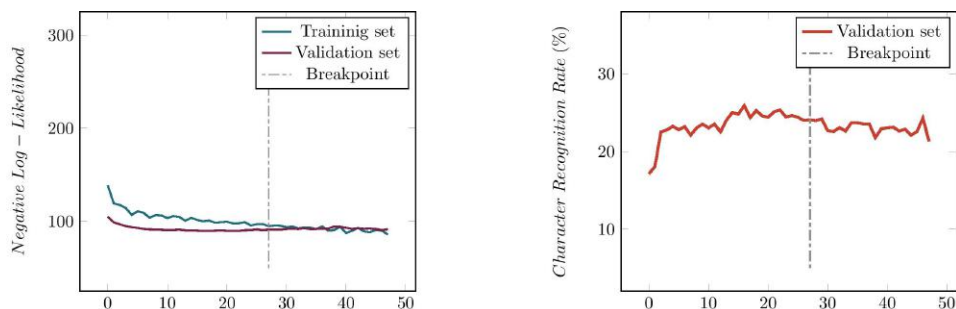 Negative Log − Likelihood
300
200
100
0 10 20 30 40 50
Traininig set
Validation set
Breakpoint
Character Recognition Rate (%)
30
20
10
0 10 20 30 40 50
Validation set
Breakpoint